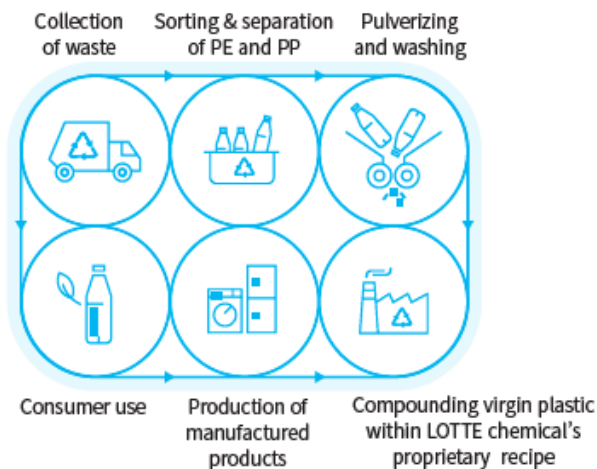 Collection
of waste
Sorting & separation
of PE and PP
Pulverizing
and washing
Consumer use
Production of
manufactured
products
Compounding virgin plastic
within LOTTE chemical's
proprietary recipe